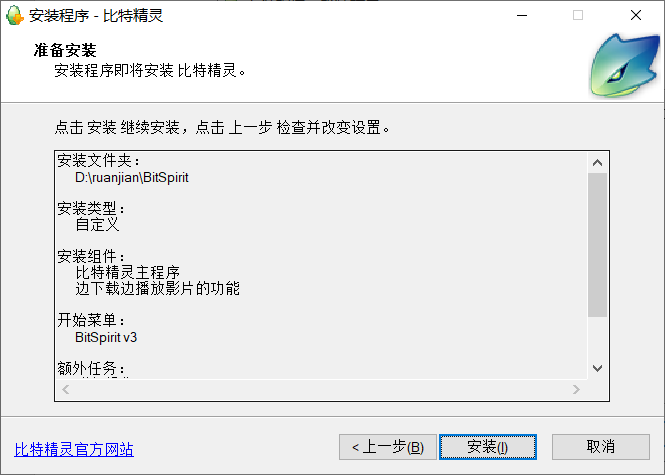 安装程序 - 比特精灵
准备安装
安装程序即将安装 比特精灵。
点击 安装 继续安装，点击 上一步 检查并改变设置。
安装文件夹：
D:\ruanjian\BitSpirit
安装类型：
自定义
安装组件：
比特精灵主程序
边下载边播放影片的功能
开始菜单：
BitSpirit v3
额外任务：
比特精灵官方网站
< 上一步(B)
安装(I)
取消